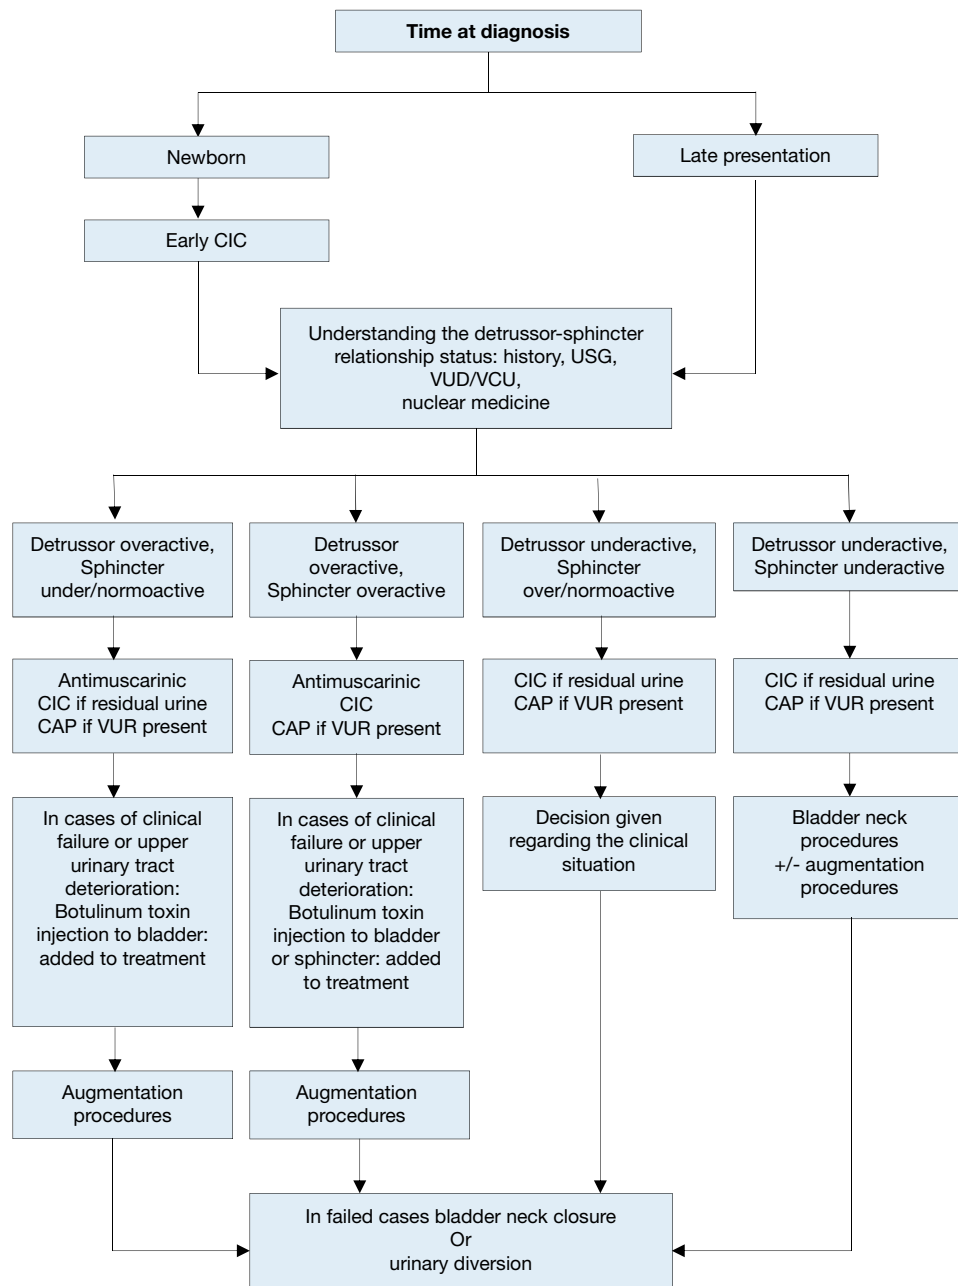 Time at diagnosis
Newborn
Late presentation
Early CIC
Understanding the detrussor-sphincter
relationship status: history, USG,
VUD/VCU,
nuclear medicine
Detrussor overactive,
Sphincter
under/normoactive
Detrussor
overactive,
Sphincter overactive
Detrussor underactive,
Sphincter
over/normoactive
Detrussor underactive,
Sphincter underactive
Antimuscarinic
CIC if residual urine
CAP if VUR present
Antimuscarinic
CIC
CAP if VUR present
CIC if residual urine
CAP if VUR present
CIC if residual urine
CAP if VUR present
In cases of clinical
failure or upper
urinary tract
deterioration:
Botulinum toxin
injection to bladder:
added to treatment
In cases of clinical
failure or upper
urinary tract
deterioration:
Botulinum toxin
injection to bladder
or sphincter: added
to treatment
Decision given
regarding the clinical
situation
Bladder neck
procedures
+/- augmentation
procedures
Augmentation
procedures
Augmentation
procedures
In failed cases bladder neck closure
Or
urinary diversion